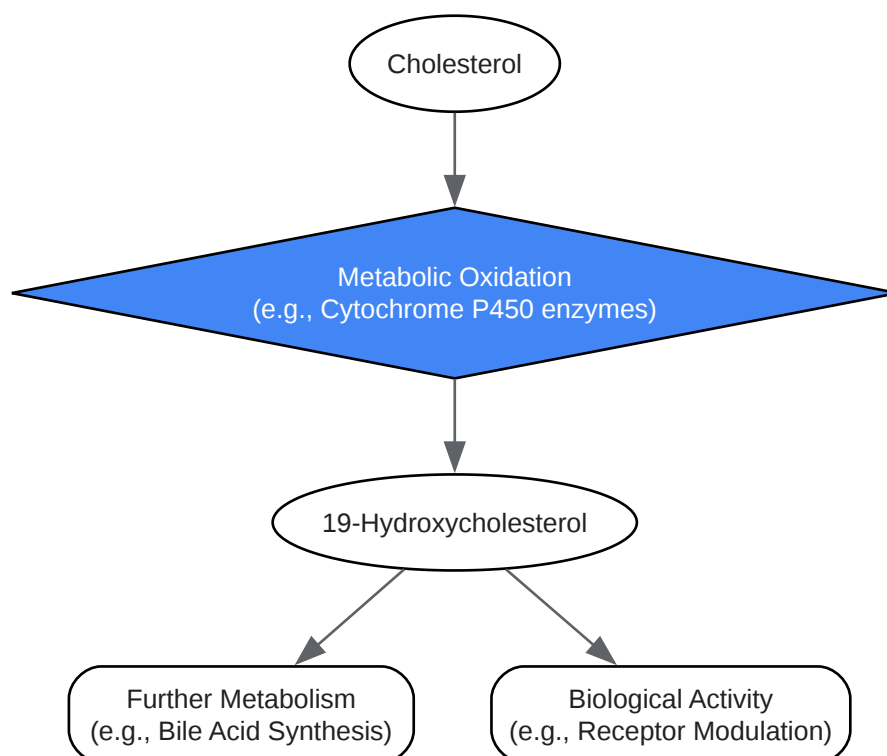 Cholesterol
Metabolic Oxidation
(e.g., Cytochrome P450 enzymes)
19-Hydroxycholesterol
Further Metabolism
(e.g., Bile Acid Synthesis)
Biological Activity
(e.g., Receptor Modulation)